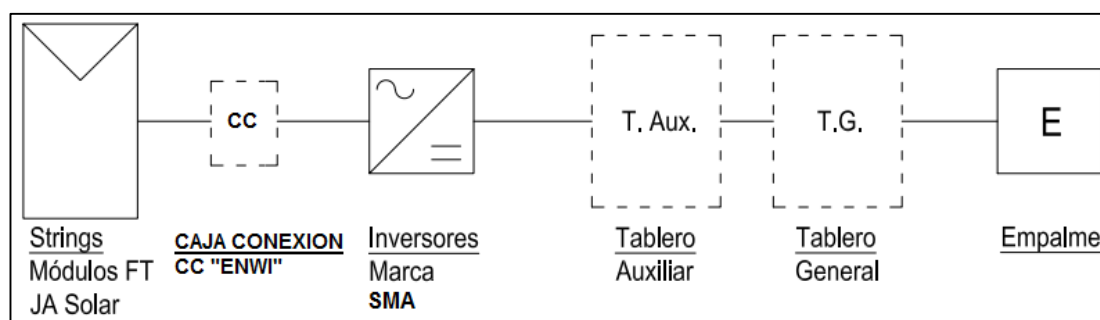 CC
T. Aux.
T.G.
E
Strings
Módulos FT
JA Solar
CAJA CONEXION
CC "ENWI"
Inversores
Marca
SMA
Tablero
Auxiliar
Tablero
General
Empalme